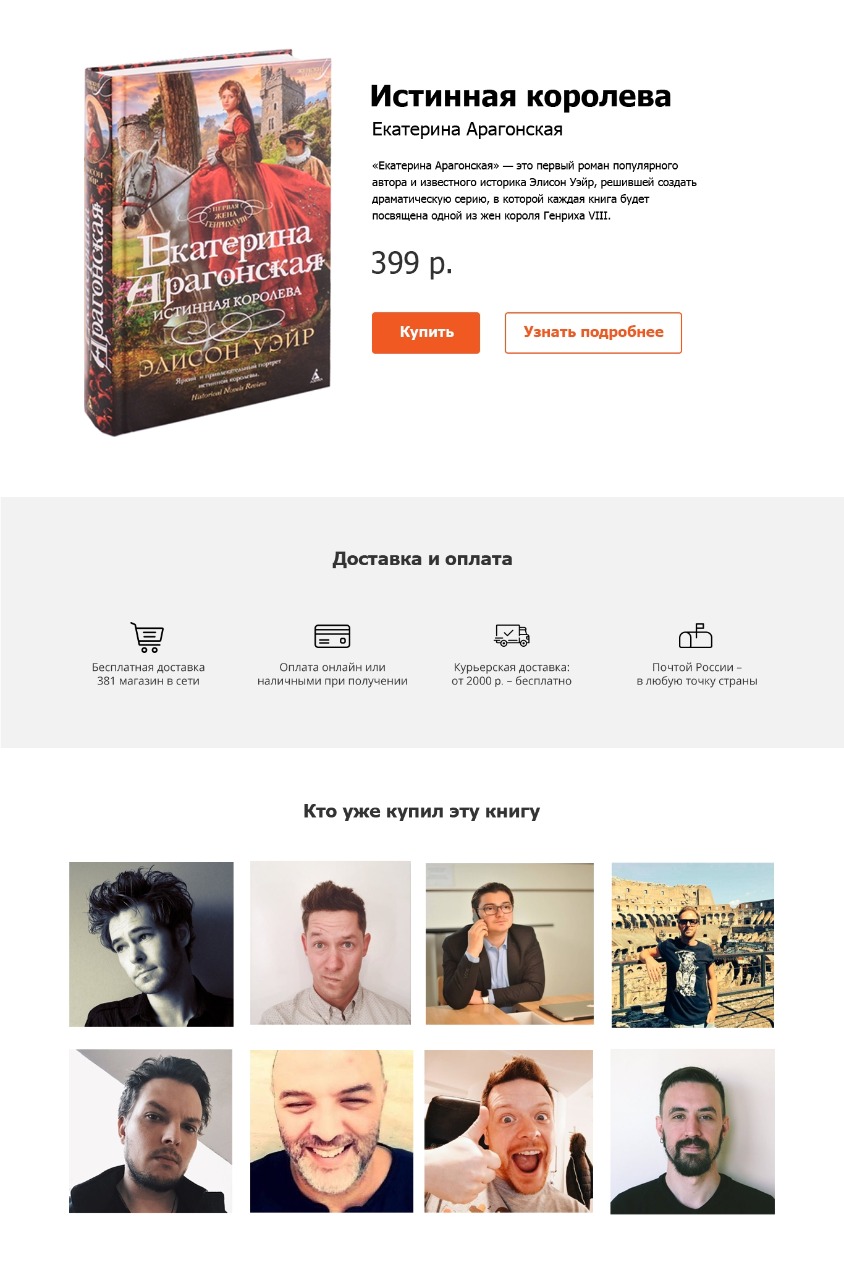 Екатерина
Арагонская
ПЕРВАЯ
ЖЕНА
ГЕНРИХА VIII
Екатерина
Арагонская
ИСТИННАЯ КОРОЛЕВА
ЭЛИСОН УЭЙР
Яркий и привлекательный портрет
истинной королевы.
Historical Novels Review
Истинная королева
Екатерина Арагонская
«Екатерина Арагонская» — это первый роман популярного
автора и известного историка Элисон Уэйр, решившей создать
драматическую серию, в которой каждая книга будет
посвящена одной из жен короля Генриха VIII.
399 р.
Купить
Узнать подробнее
Доставка и оплата
Бесплатная доставка
381 магазин в сети
Оплата онлайн или
наличными при получении
Курьерская доставка:
от 2000 р. – бесплатно
Почтой России –
в любую точку страны
Кто уже купил эту книгу